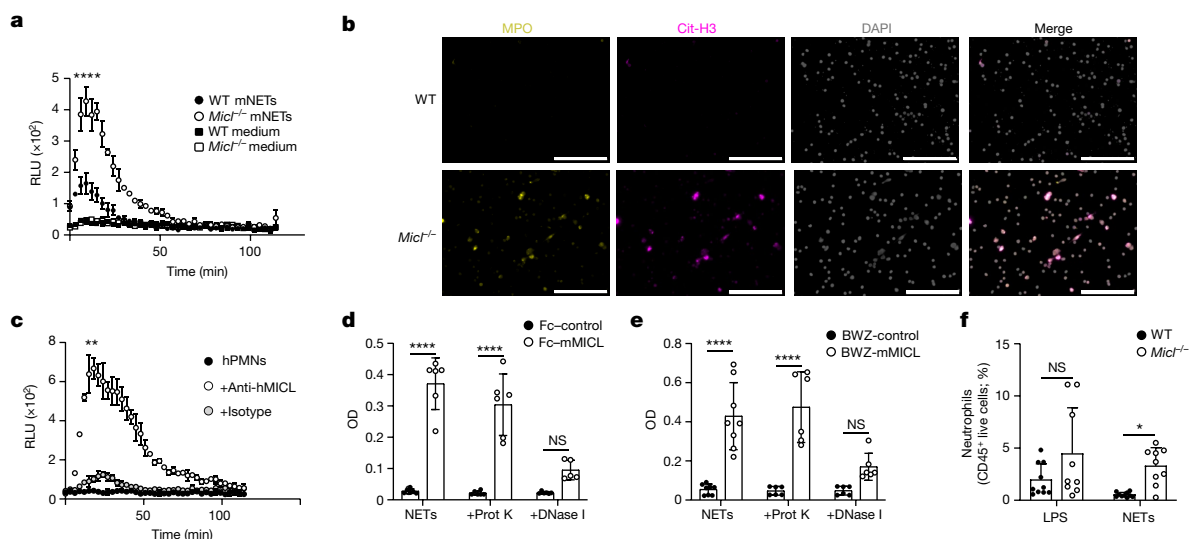 a
RLU (×10²)
5
4
3
2
1
0
50
100
Time (min)
****
WT mNETs
Micl–/– mNETs
WT medium
Micl–/– medium
b
MPO
Cit-H3
DAPI
Merge
WT
Micl–/–
c
RLU (×10²)
8
6
4
2
0
50
100
Time (min)
**
hPMNs
+Anti-hMICL
+Isotype
d
Fc–control
Fc–mMICL
OD
0.5
0.4
0.3
0.2
0.1
0
****
****
NS
NETs
+Prot K
+DNase I
e
BWZ-control
BWZ-mMICL
OD
0.8
0.6
0.4
0.2
0
****
****
NS
NETs
+Prot K
+DNase I
f
WT
Micl–/–
Neutrophils
(CD45⁺ live cells; %)
15
10
5
0
NS
*
LPS
NETs